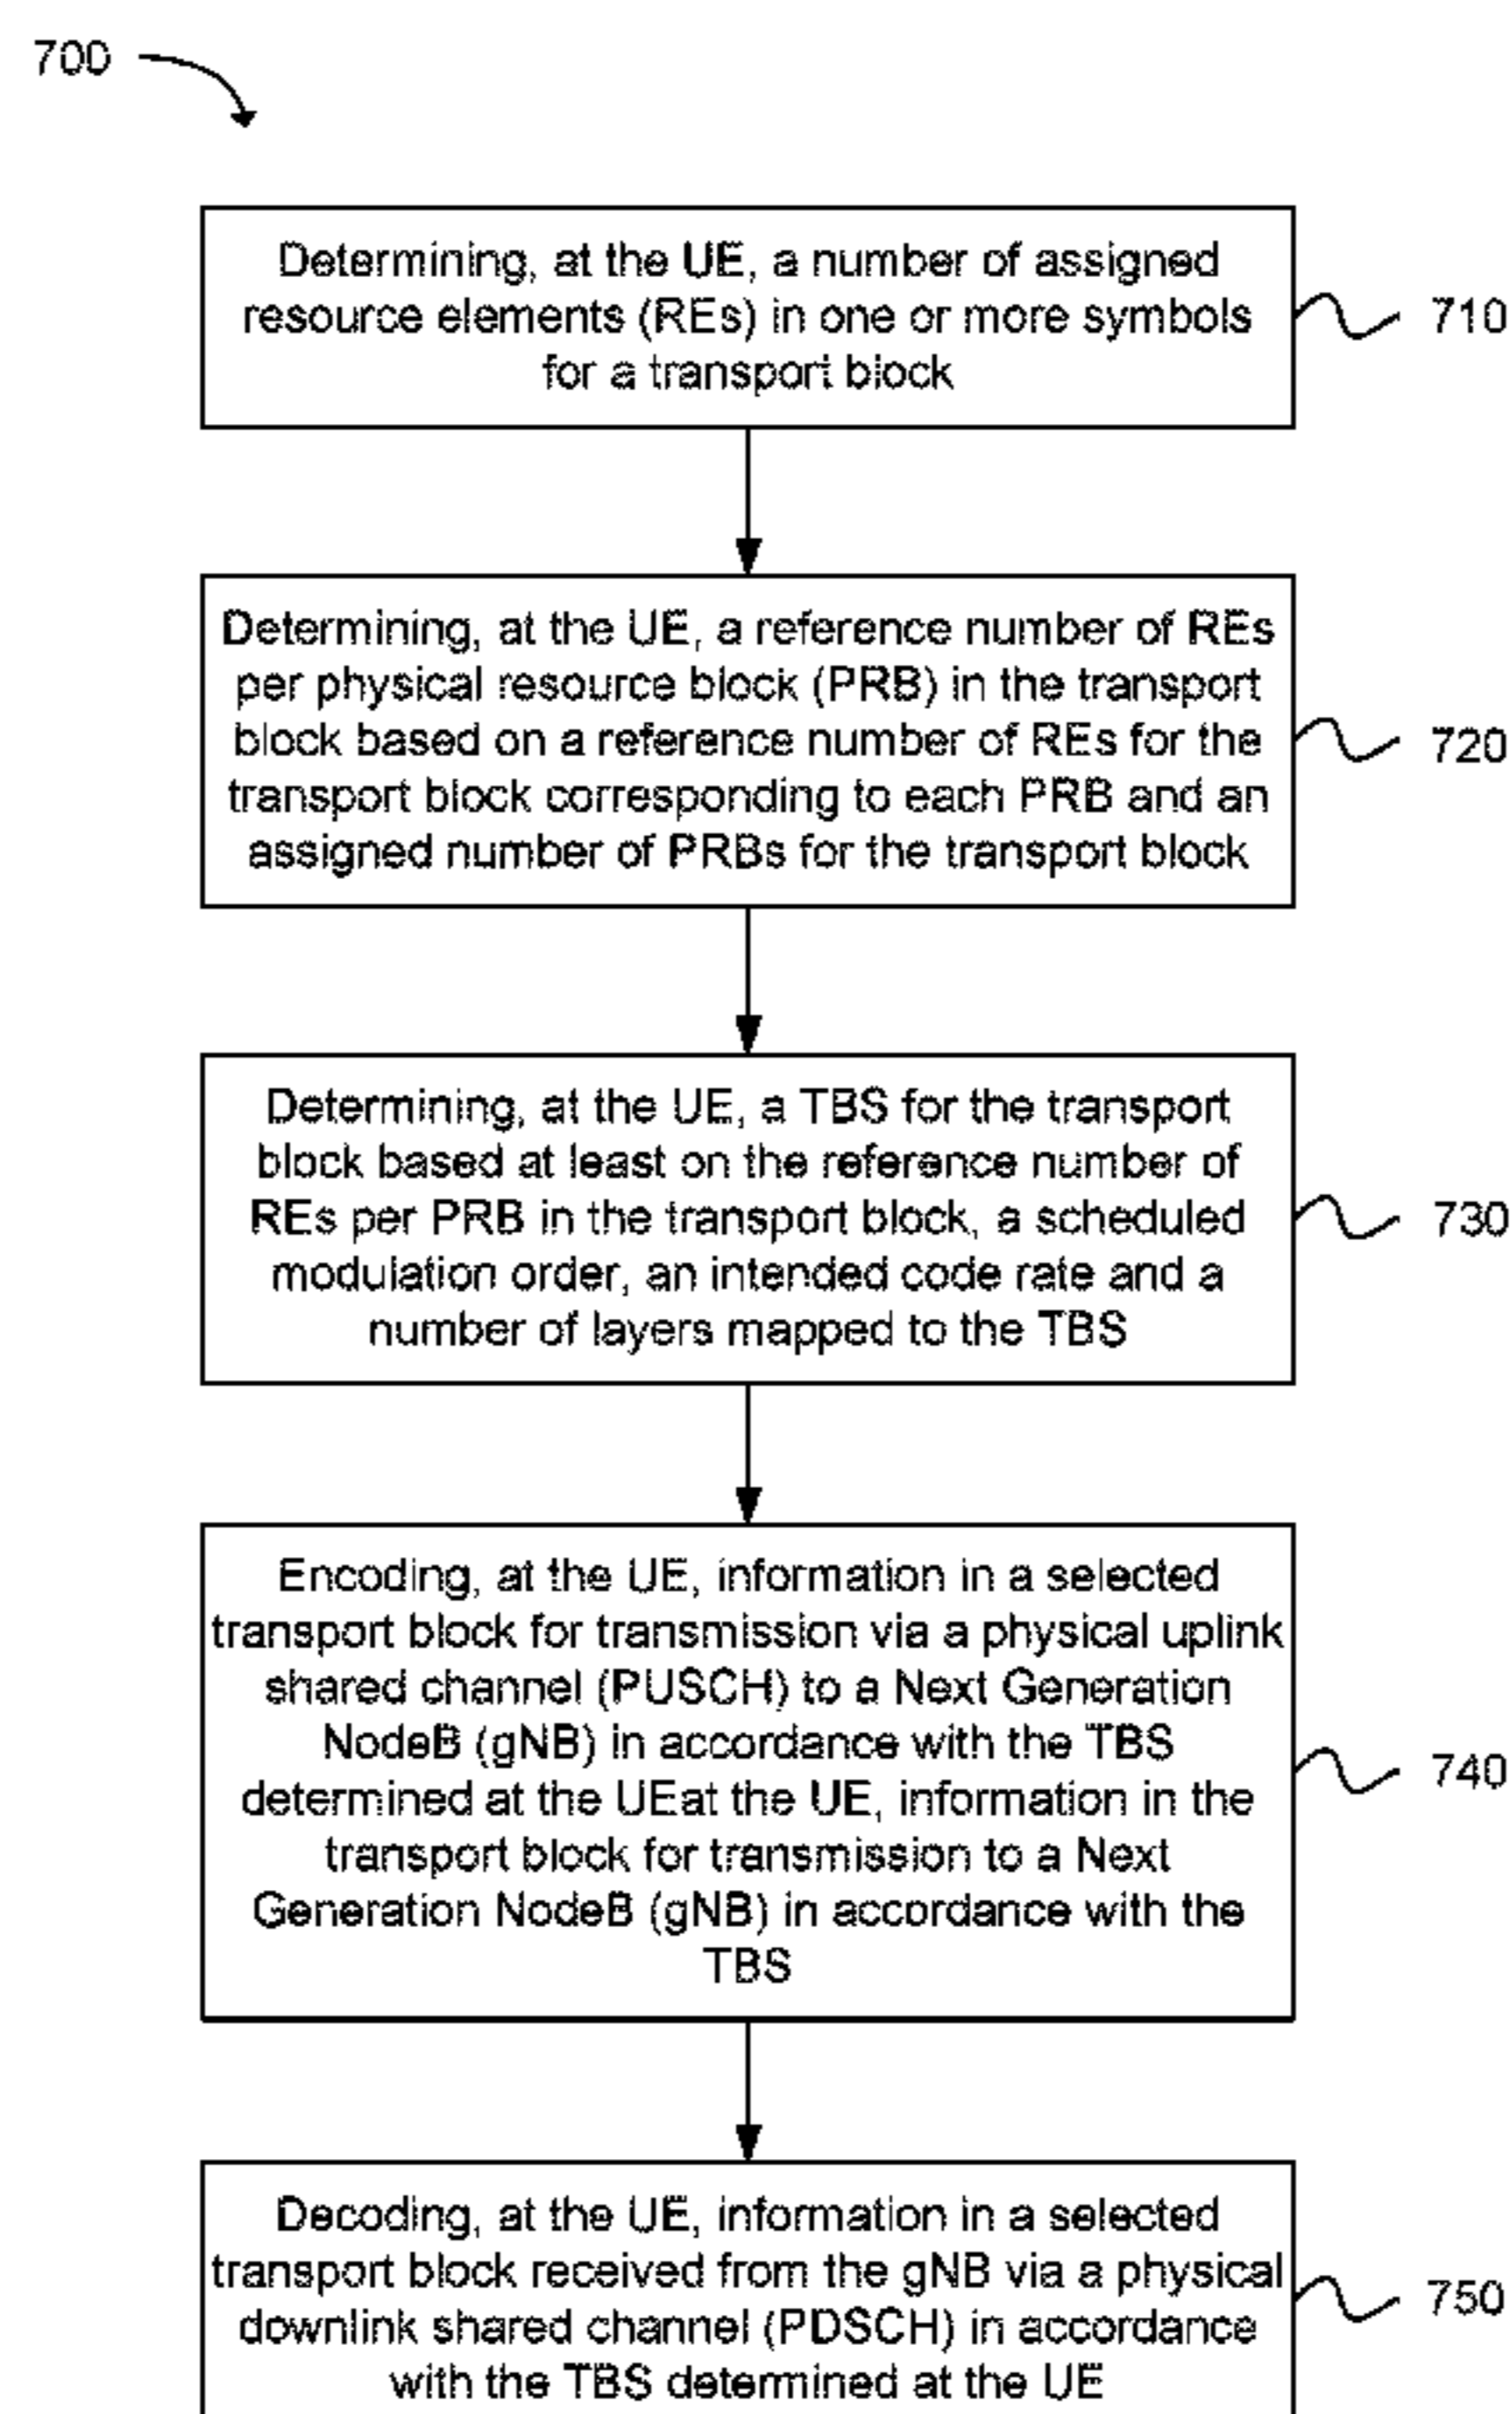 700
Determining, at the UE, a number of assigned
resource elements (REs) in one or more symbols
for a transport block
710
Determining, at the UE, a reference number of REs
per physical resource block (PRB) in the transport
block based on a reference number of REs for the
transport block corresponding to each PRB and an
assigned number of PRBs for the transport block
720
Determining, at the UE, a TBS for the transport
block based at least on the reference number of
REs per PRB in the transport block, a scheduled
modulation order, an intended code rate and a
number of layers mapped to the TBS
730
Encoding, at the UE, information in a selected
transport block for transmission via a physical uplink
shared channel (PUSCH) to a Next Generation
NodeB (gNB) in accordance with the TBS
determined at the UEat the UE, information in the
transport block for transmission to a Next
Generation NodeB (gNB) in accordance with the
TBS
740
Decoding, at the UE, information in a selected
transport block received from the gNB via a physical
downlink shared channel (PDSCH) in accordance
with the TBS determined at the UE
750